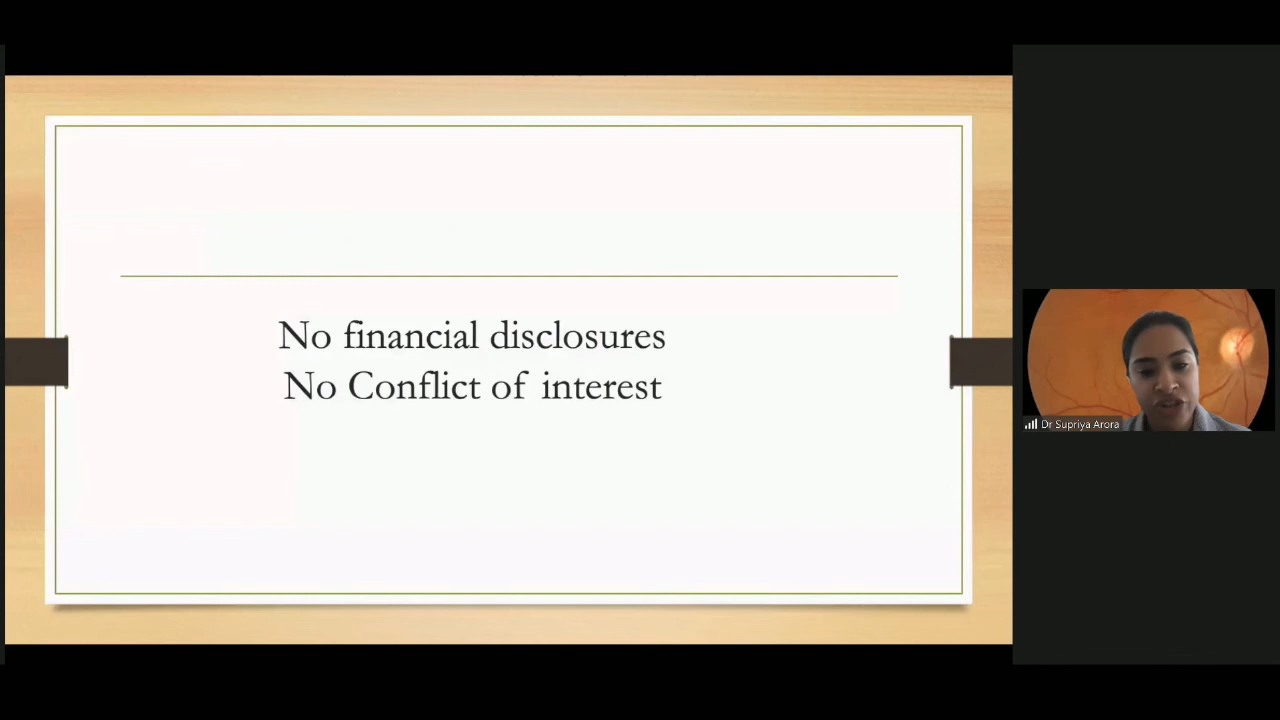 No financial disclosures
No Conflict of interest
Dr Supriya Arora